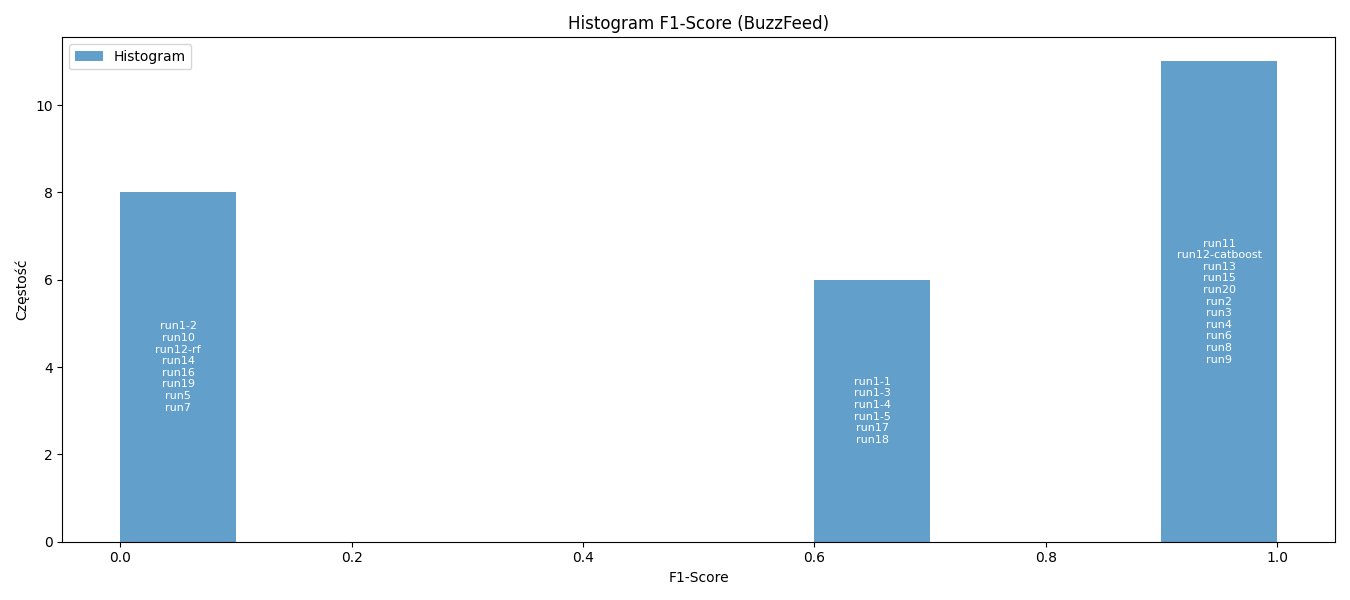 Histogram F1-Score (BuzzFeed)
Histogram
Częstość
10
8
6
4
2
0
run1-2
run10
run12-rf
run14
run16
run19
run5
run7
run1-1
run1-3
run1-4
run1-5
run17
run18
run11
run12-catboost
run13
run15
run20
run2
run3
run4
run6
run8
run9
0.0 0.2 0.4 0.6 0.8 1.0
F1-Score